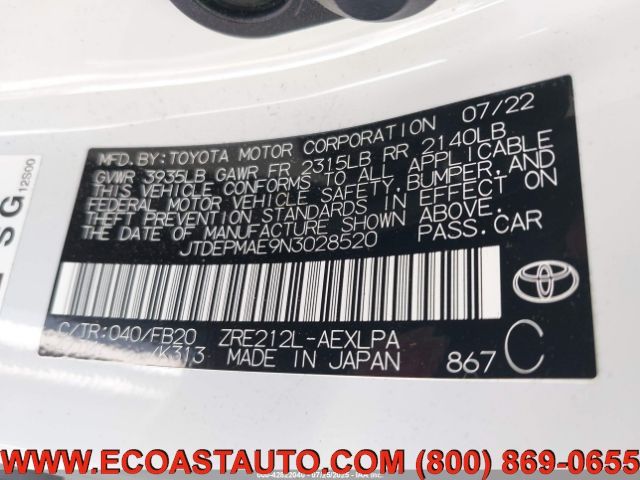 MFD. BY: TOYOTA MOTOR CORPORATION 07/22
GVWR 3935LB GAWR FR 2315LB RR 2140LB
THIS VEHICLE CONFORMS TO ALL APPLICABLE
FEDERAL MOTOR VEHICLE SAFETY, BUMPER, AND
THEFT PREVENTION STANDARDS IN EFFECT ON
THE DATE OF MANUFACTURE SHOWN ABOVE.
JTDEPMAE9N3028520 PASS.CAR
C/TR:040/FB20 ZRE212L-AEXLPA
/K313 MADE IN JAPAN 867 C
SG
12S00
WWW.ECOASTAUTO.COM (800) 869-0655